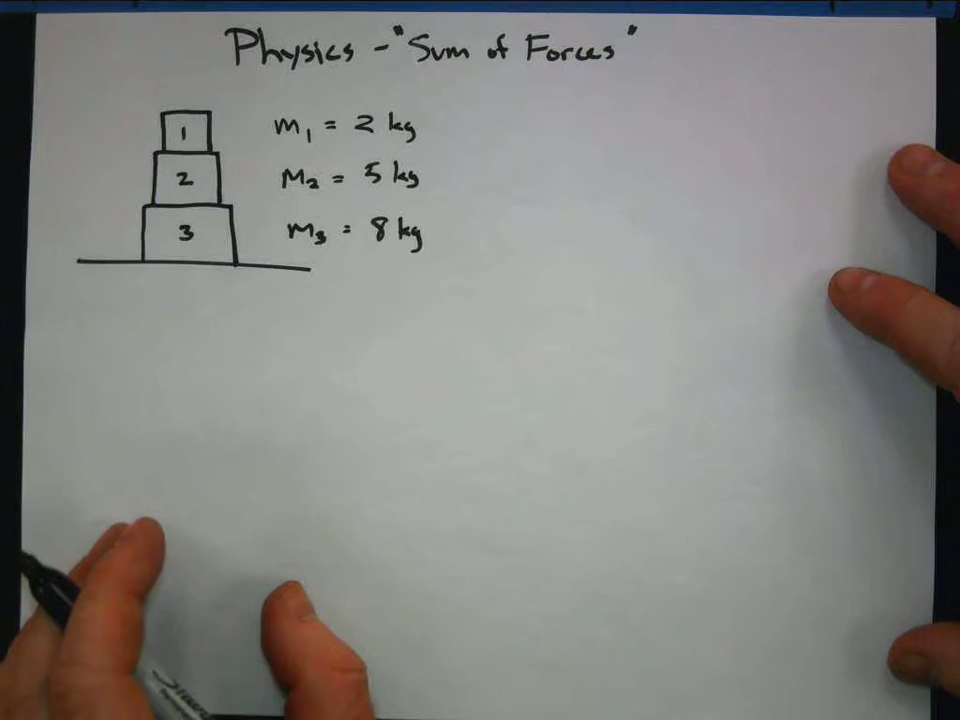 Physics - "Sum of Forces"
1
m1 = 2 kg
2
M2 = 5 kg
3
m3 = 8 kg